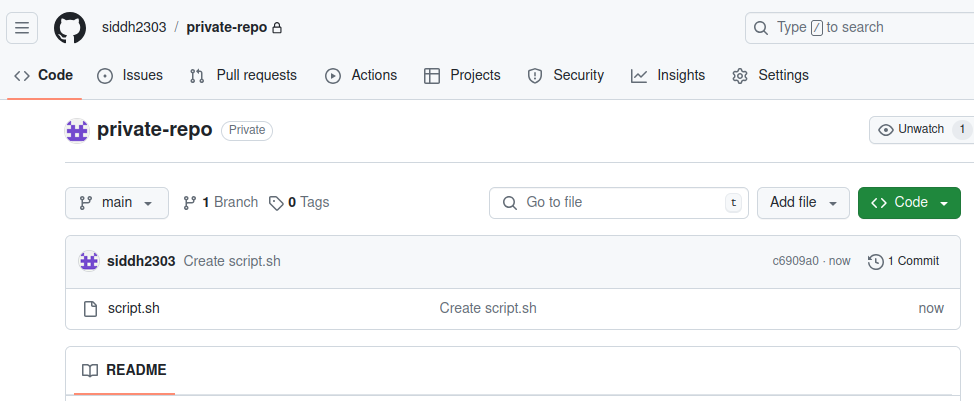 siddh2303 / private-repo Type / to search
Code Issues Pull requests Actions Projects Security Insights Settings
private-repo Private Unwatch 1
main 1 Branch 0 Tags Go to file t Add file Code
siddh2303 Create script.sh c6909a0 · now 1 Commit
script.sh Create script.sh now
README